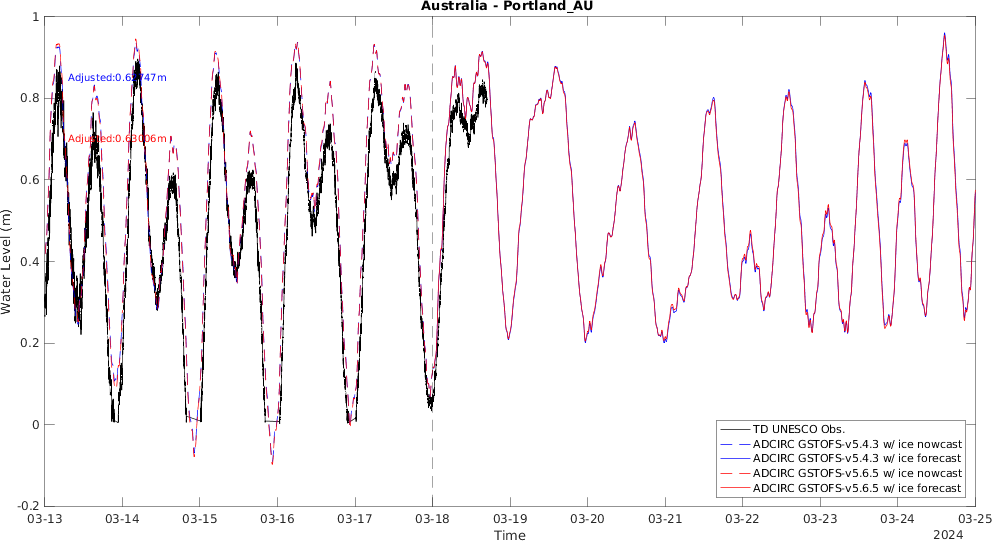 Australia - Portland_AU
1
0.8
0.6
0.4
0.2
0
-0.2
Water Level (m)
Adjusted:0.63006m
TD UNESCO Obs.
ADCIRC GSTOFS-v5.4.3 w/ ice nowcast
ADCIRC GSTOFS-v5.4.3 w/ ice forecast
ADCIRC GSTOFS-v5.6.5 w/ ice nowcast
ADCIRC GSTOFS-v5.6.5 w/ ice forecast
03-13 03-14 03-15 03-16 03-17 03-18 03-19 03-20 03-21 03-22 03-23 03-24 03-25
Time
2024